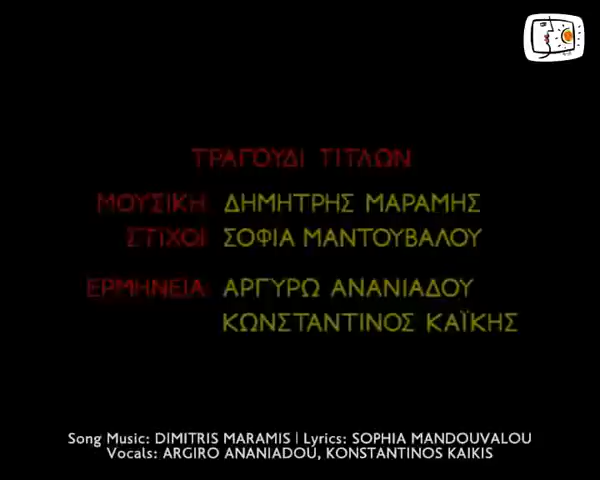 ΤΡΑΓΟΥΔΙ ΤΙΤΛΩΝ
ΜΟΥΣΙΚΗ: ΔΗΜΗΤΡΗΣ ΜΑΡΑΜΗΣ
ΣΤΙΧΟΙ: ΣΟΦΙΑ ΜΑΝΤΟΥΒΑΛΟΥ
ΕΡΜΗΝΕΙΑ: ΑΡΓΥΡΩ ΑΝΑΝΙΑΔΟΥ
ΚΩΝΣΤΑΝΤΙΝΟΣ ΚΑΪΚΗΣ
Song Music: DIMITRIS MARAMIS | Lyrics: SOPHIA MANDOUVALOU
Vocals: ARGIRO ANANIADOU, KONSTANTINOS KAIKIS